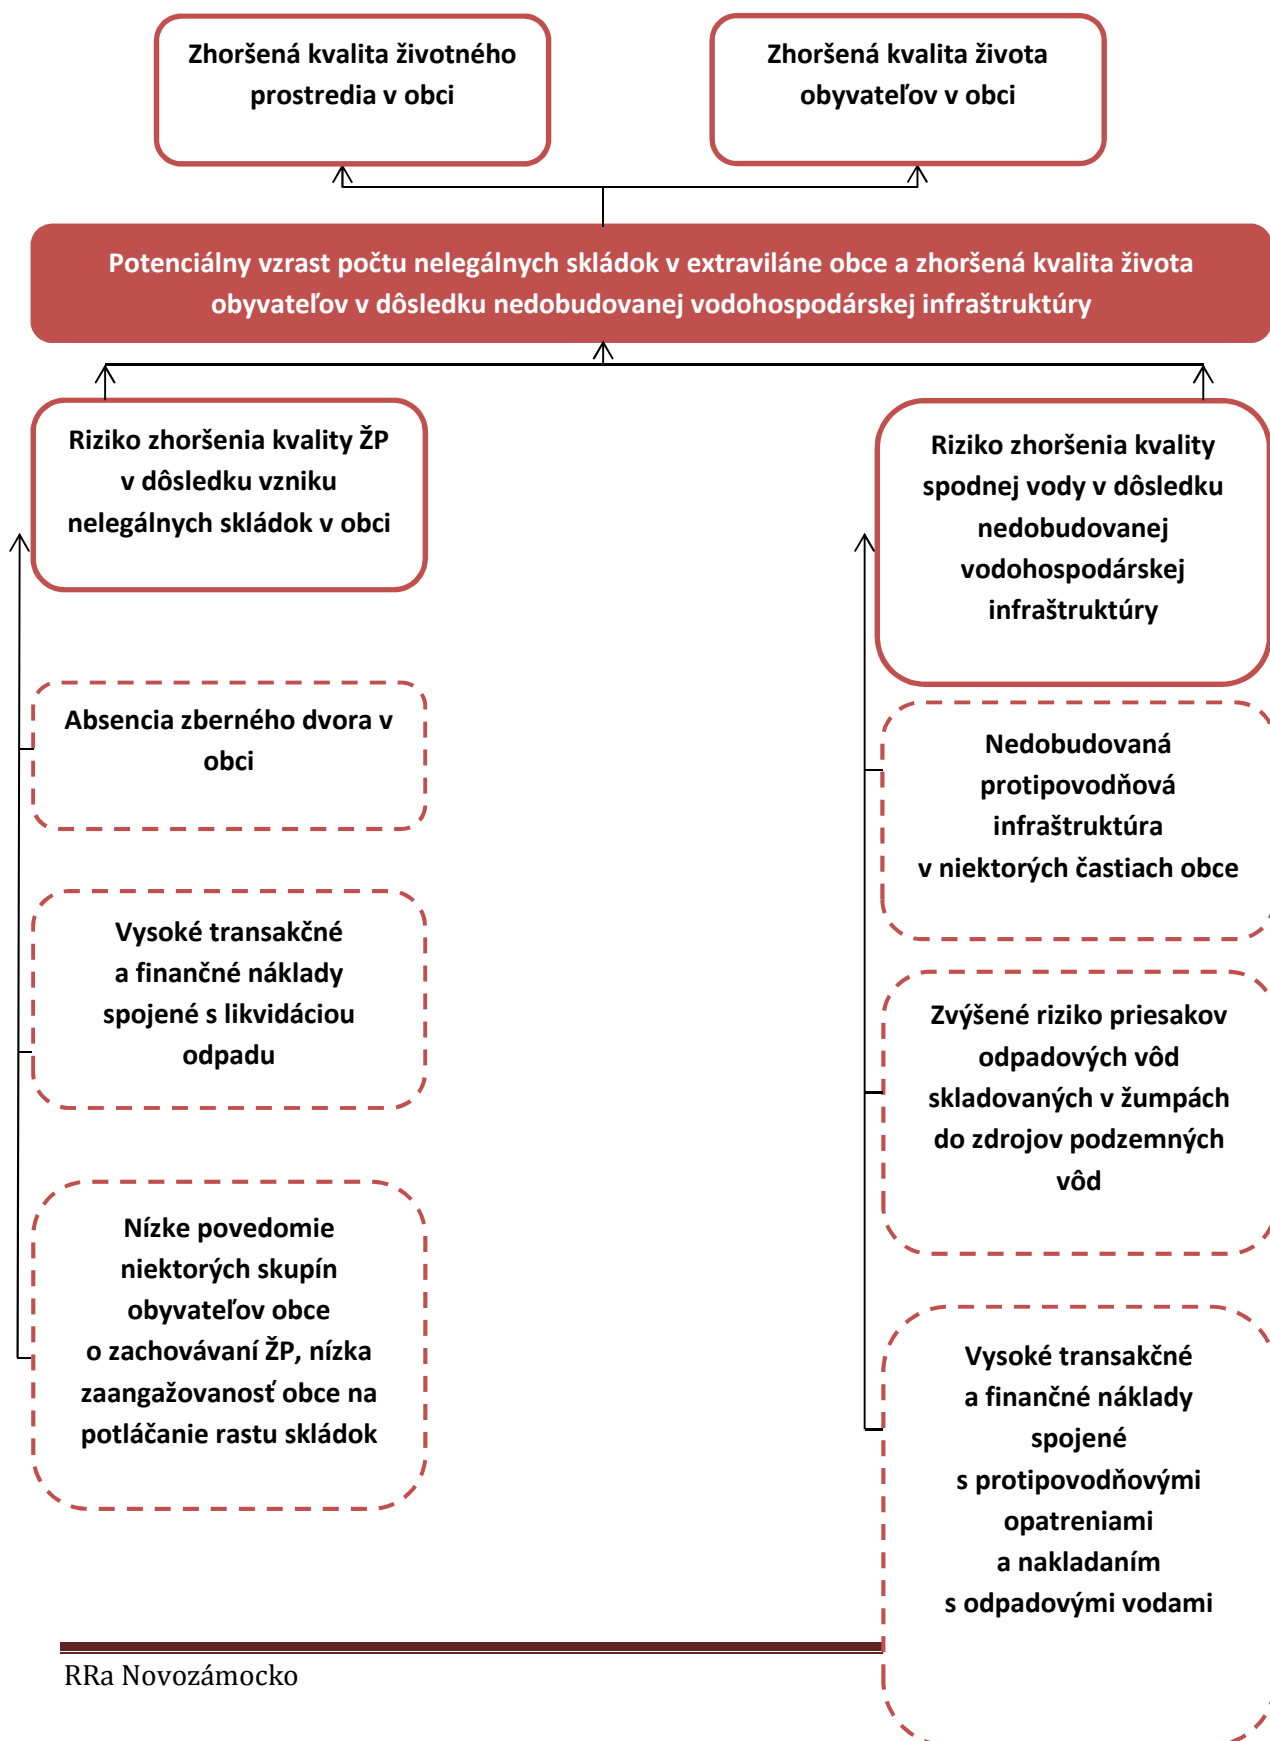 Zhoršená kvalita životného
prostredia v obci
Zhoršená kvalita života
obyvateľov v obci
Potenciálny vzrast počtu nelegálnych skládok v extraviláne obce a zhoršená kvalita života
obyvateľov v dôsledku nedobudovanej vodohospodárskej infraštruktúry
Riziko zhoršenia kvality ŽP
v dôsledku vzniku
nelegálnych skládok v obci
Absencia zberného dvora v
obci
Vysoké transakčné
a finančné náklady
spojené s likvidáciou
odpadu
Nízke povedomie
niektorých skupín
obyvateľov obce
o zachovávaní ŽP, nízka
zaangažovanosť obce na
potláčanie rastu skládok
Riziko zhoršenia kvality
spodnej vody v dôsledku
nedobudovanej
vodohospodárskej
infraštruktúry
Nedobudovaná
protipovodňová
infraštruktúra
v niektorých častiach obce
Zvýšené riziko priesakov
odpadových vôd
skladovaných v žumpách
do zdrojov podzemných
vôd
Vysoké transakčné
a finančné náklady
spojené
s protipovodňovými
opatreniami
a nakladaním
s odpadovými vodami
RRa Novozámocko